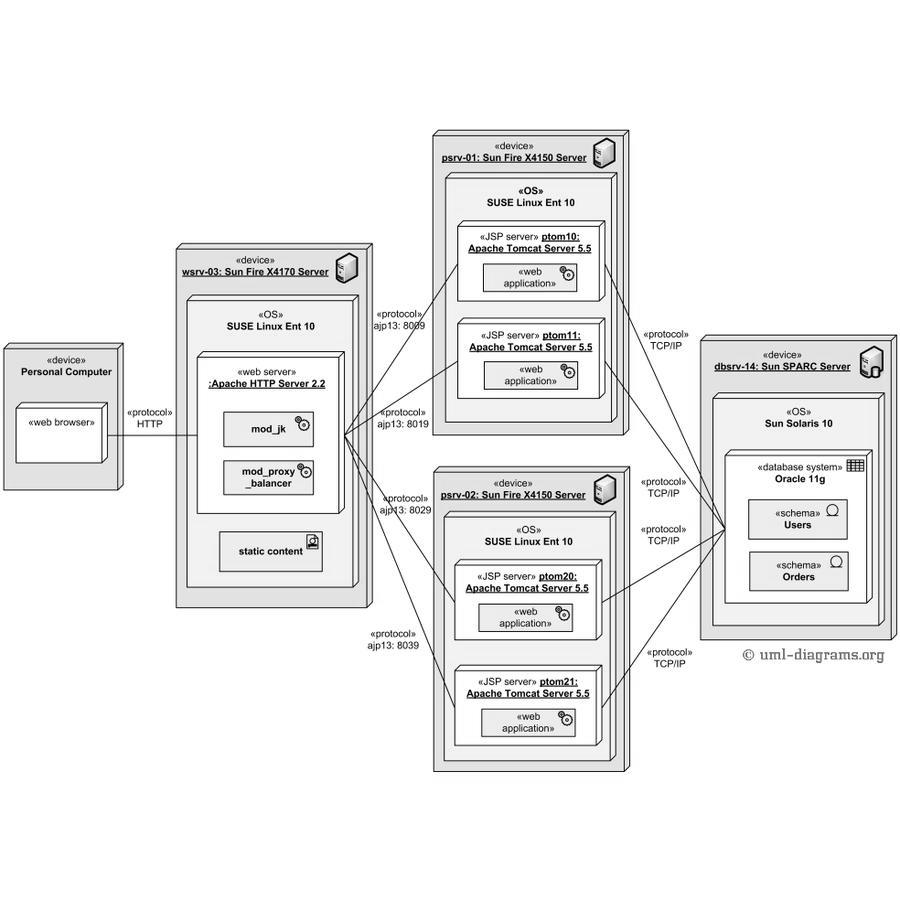 «device»
Personal Computer
«web browser»
«protocol»
HTTP
«device»
wsrv-03: Sun Fire X4170 Server
«OS»
SUSE Linux Ent 10
«web server»
:Apache HTTP Server 2.2
mod_jk
mod_proxy
_balancer
static content
«protocol»
ajp13: 8009
«protocol»
ajp13: 8019
«protocol»
ajp13: 8029
«protocol»
ajp13: 8039
«device»
psrv-01: Sun Fire X4150 Server
«OS»
SUSE Linux Ent 10
«JSP server» ptom10:
Apache Tomcat Server 5.5
«web
application»
«JSP server» ptom11:
Apache Tomcat Server 5.5
«web
application»
«device»
psrv-02: Sun Fire X4150 Server
«OS»
SUSE Linux Ent 10
«JSP server» ptom20:
Apache Tomcat Server 5.5
«web
application»
«JSP server» ptom21:
Apache Tomcat Server 5.5
«web
application»
«protocol»
TCP/IP
«protocol»
TCP/IP
«protocol»
TCP/IP
«protocol»
TCP/IP
«device»
dbsrv-14: Sun SPARC Server
«OS»
Sun Solaris 10
«database system»
Oracle 11g
«schema»
Users
«schema»
Orders
© uml-diagrams.org